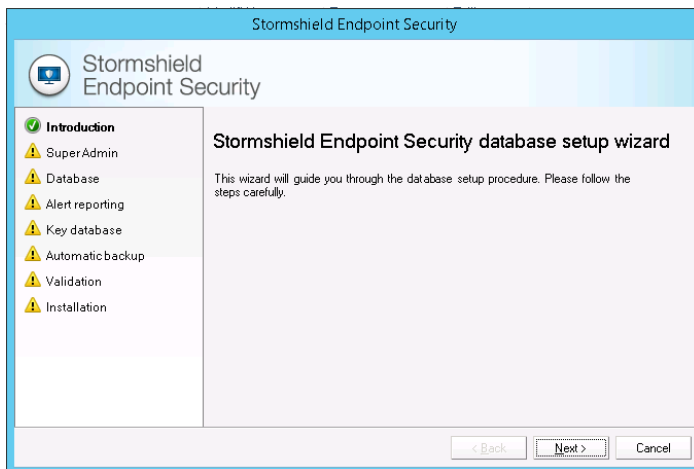 Stormshield Endpoint Security
Stormshield
Endpoint Security
Introduction
SuperAdmin
Database
Alert reporting
Key database
Automatic backup
Validation
Installation
Stormshield Endpoint Security database setup wizard
This wizard will guide you through the database setup procedure. Please follow the
steps carefully.
< Back
Next >
Cancel